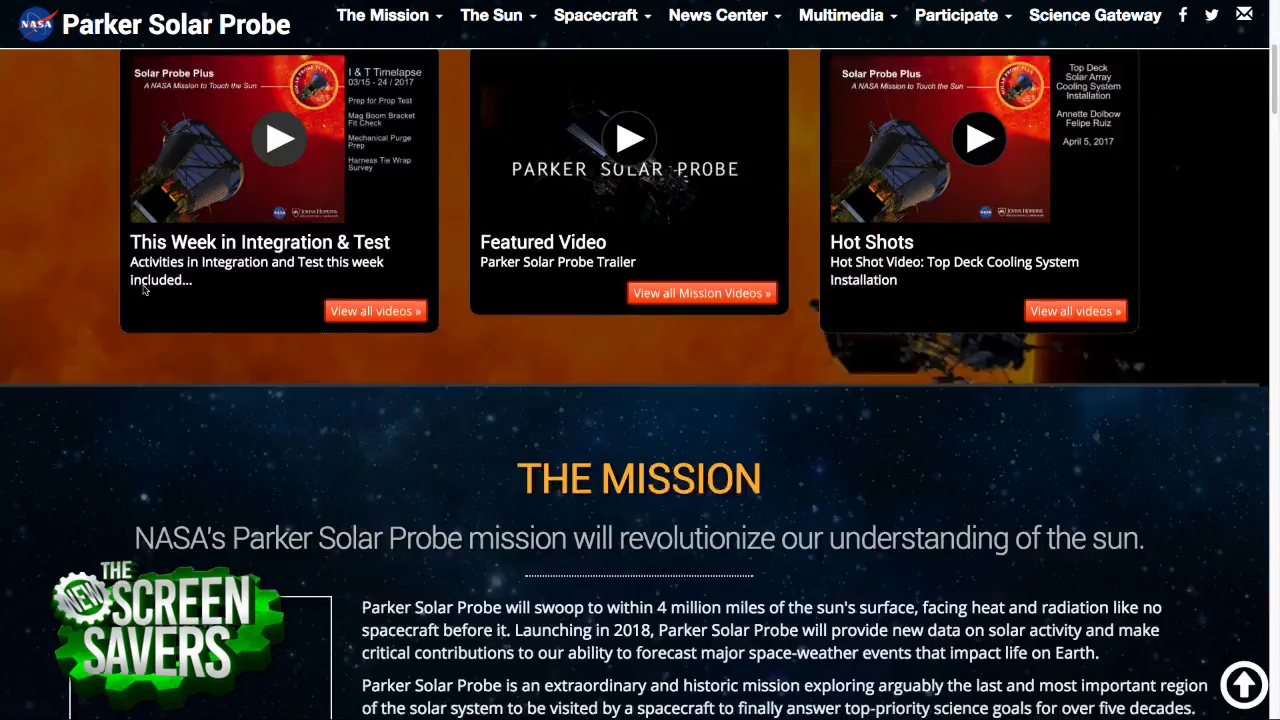 NASA Parker Solar Probe The Mission The Sun Spacecraft News Center Multimedia Participate Science Gateway
Solar Probe Plus
A NASA Mission to Touch the Sun
I & T Timelapse
03/15 - 24 / 2017
Prep for Prop Test
Mag Boom Bracket
Fit Check
Mechanical Purge
Prep
Harness Tie Wrap
Survey
NASA JOHNS HOPKINS
This Week in Integration & Test
Activities in Integration and Test this week
included...
View all videos »
PARKER SOLAR PROBE
Featured Video
Parker Solar Probe Trailer
View all Mission Videos »
Solar Probe Plus
A NASA Mission to Touch the Sun
Top Deck
Solar Array
Cooling System
Installation
Annette Dolbow
Felipe Ruiz
April 5, 2017
NASA JOHNS HOPKINS
Hot Shots
Hot Shot Video: Top Deck Cooling System
Installation
View all videos »
THE MISSION
NASA's Parker Solar Probe mission will revolutionize our understanding of the sun.
THE
NEW SCREEN
SAVERS
Parker Solar Probe will swoop to within 4 million miles of the sun's surface, facing heat and radiation like no
spacecraft before it. Launching in 2018, Parker Solar Probe will provide new data on solar activity and make
critical contributions to our ability to forecast major space-weather events that impact life on Earth.
Parker Solar Probe is an extraordinary and historic mission exploring arguably the last and most important region
of the solar system to be visited by a spacecraft to finally answer top-priority science goals for over five decades.